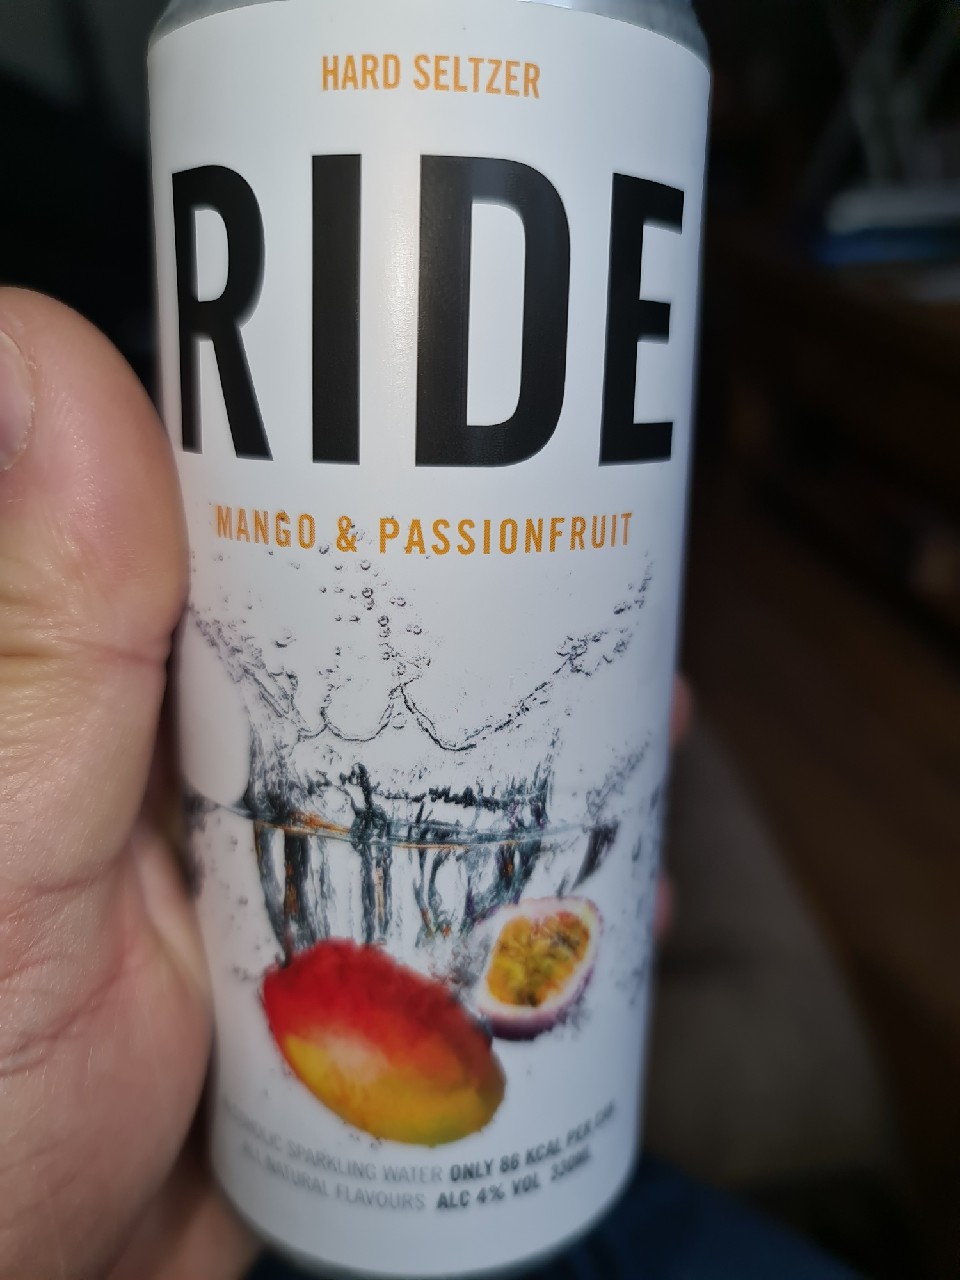 HARD SELTZER
RIDE
MANGO & PASSIONFRUIT
ALCOHOLIC SPARKLING WATER ONLY 86 KCAL PER CAN
ALL NATURAL FLAVOURS ALC 4% VOL 330ML